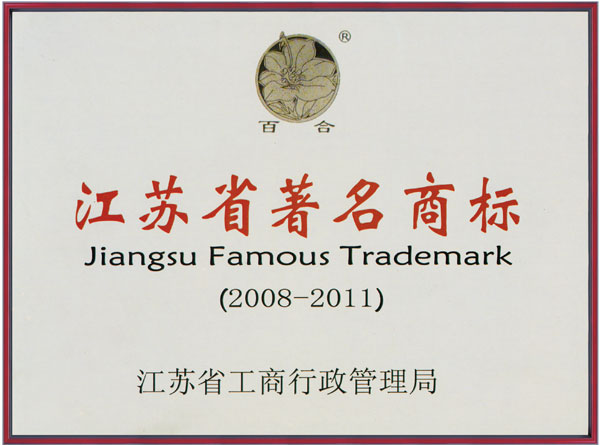 ®
百合
江苏省著名商标
Jiangsu Famous Trademark
(2008-2011)
江苏省工商行政管理局